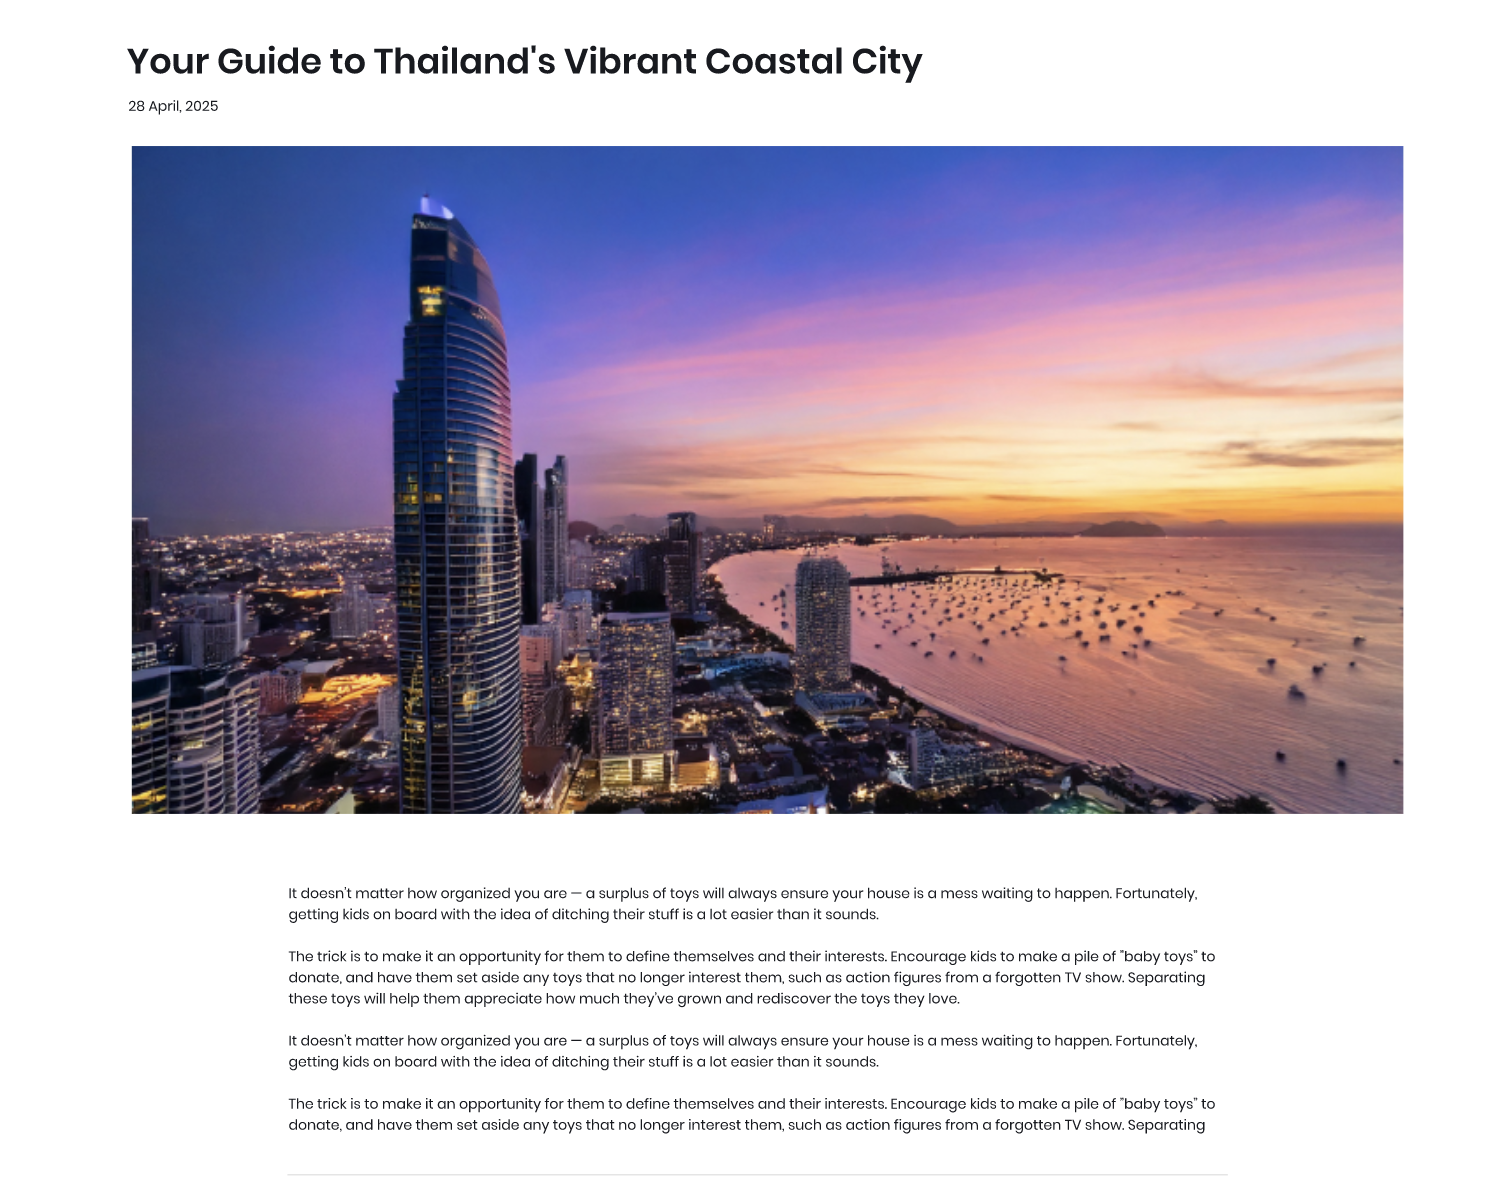 Your Guide to Thailand's Vibrant Coastal City
28 April, 2025
It doesn't matter how organized you are — a surplus of toys will always ensure your house is a mess waiting to happen. Fortunately,
getting kids on board with the idea of ditching their stuff is a lot easier than it sounds.
The trick is to make it an opportunity for them to define themselves and their interests. Encourage kids to make a pile of "baby toys" to
donate, and have them set aside any toys that no longer interest them, such as action figures from a forgotten TV show. Separating
these toys will help them appreciate how much they've grown and rediscover the toys they love.
It doesn't matter how organized you are — a surplus of toys will always ensure your house is a mess waiting to happen. Fortunately,
getting kids on board with the idea of ditching their stuff is a lot easier than it sounds.
The trick is to make it an opportunity for them to define themselves and their interests. Encourage kids to make a pile of "baby toys" to
donate, and have them set aside any toys that no longer interest them, such as action figures from a forgotten TV show. Separating